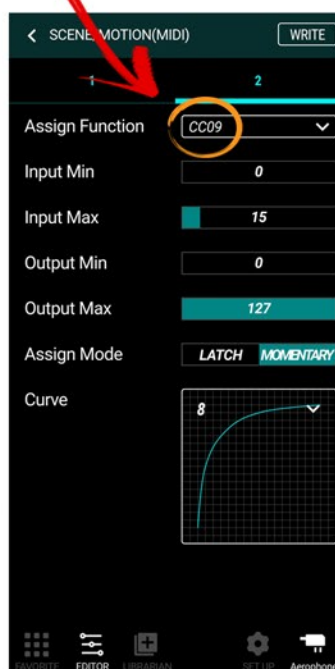 SCENE MOTION(MIDI) WRITE
1 2
Assign Function CC09
Input Min 0
Input Max 15
Output Min 0
Output Max 127
Assign Mode LATCH MOMENTARY
Curve 8
FAVORITE EDITOR LIBRARIAN SET UP Aerophone